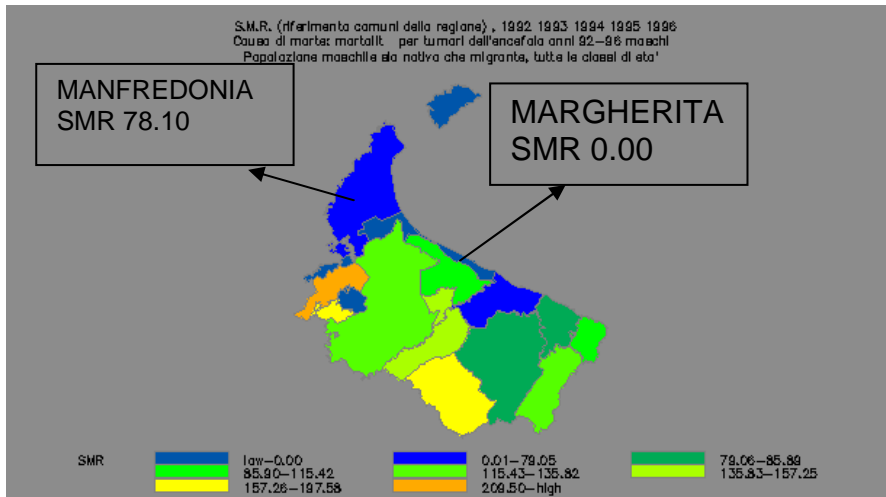 S.M.R. (riferimento comuni della regione) , 1992 1993 1994 1995 1996
Causa di morte: mortalit per tumori dell'encefalo anni 92-96 maschi
Popolazione maschile sia nativa che migrante, tutte le classi di eta'
MANFREDONIA
SMR 78.10
MARGHERITA
SMR 0.00
SMR
low-0.00
0.01-79.05
79.06-85.89
85.90-115.42
115.43-135.82
135.83-157.25
157.26-197.58
209.50-high